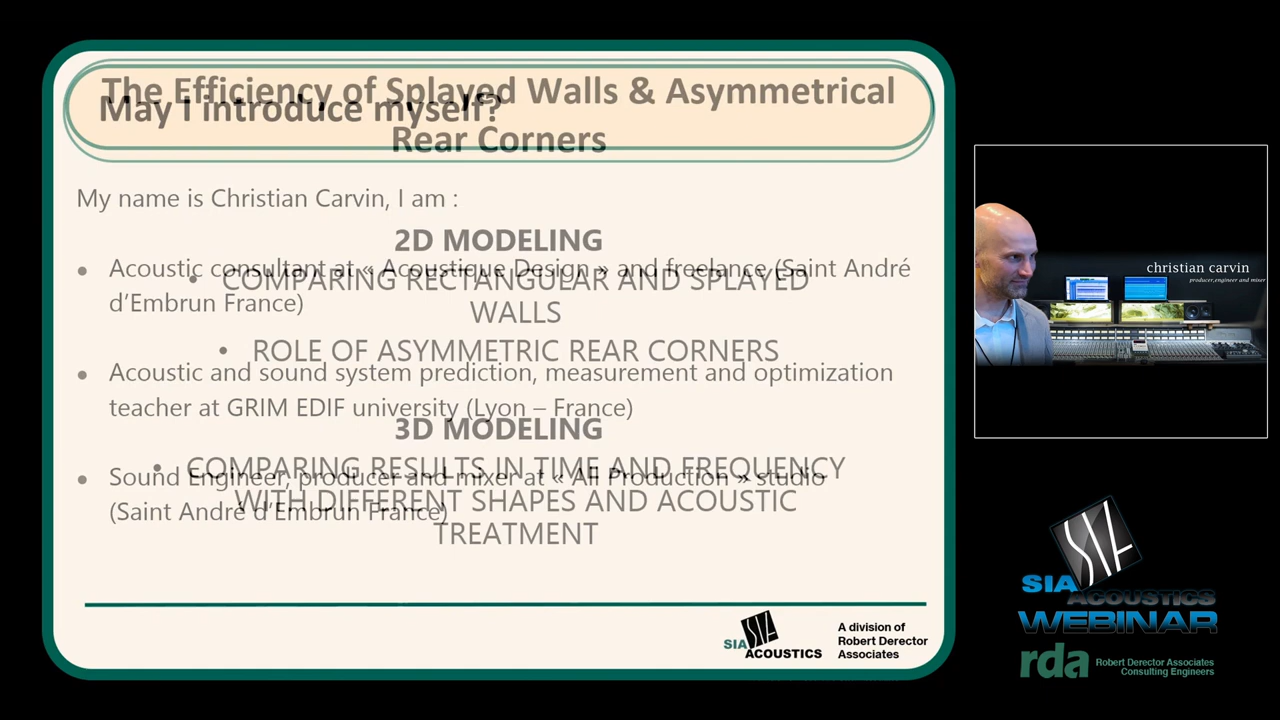 The Efficiency of Splayed Walls & Asymmetrical
Rear Corners
May I introduce myself?
My name is Christian Carvin, I am :
2D MODELING
• Acoustic consultant at « Acoustique Design » and freelance (Saint André
d’Embrun France)
• COMPARING RECTANGULAR AND SPLAYED
WALLS
• ROLE OF ASYMMETRIC REAR CORNERS
• Acoustic and sound system prediction, measurement and optimization
teacher at GRIM EDIF university (Lyon – France)
3D MODELING
• COMPARING RESULTS IN TIME AND FREQUENCY
WITH DIFFERENT SHAPES AND ACOUSTIC
TREATMENT
• Sound Engineer, producer and mixer at « All Production » studio
(Saint André d’Embrun France)
SIA
ACOUSTICS
A division of
Robert Derector
Associates
christian carvin
producer,engineer and mixer
SIA
ACOUSTICS
WEBINAR
rda
Robert Derector Associates
Consulting Engineers